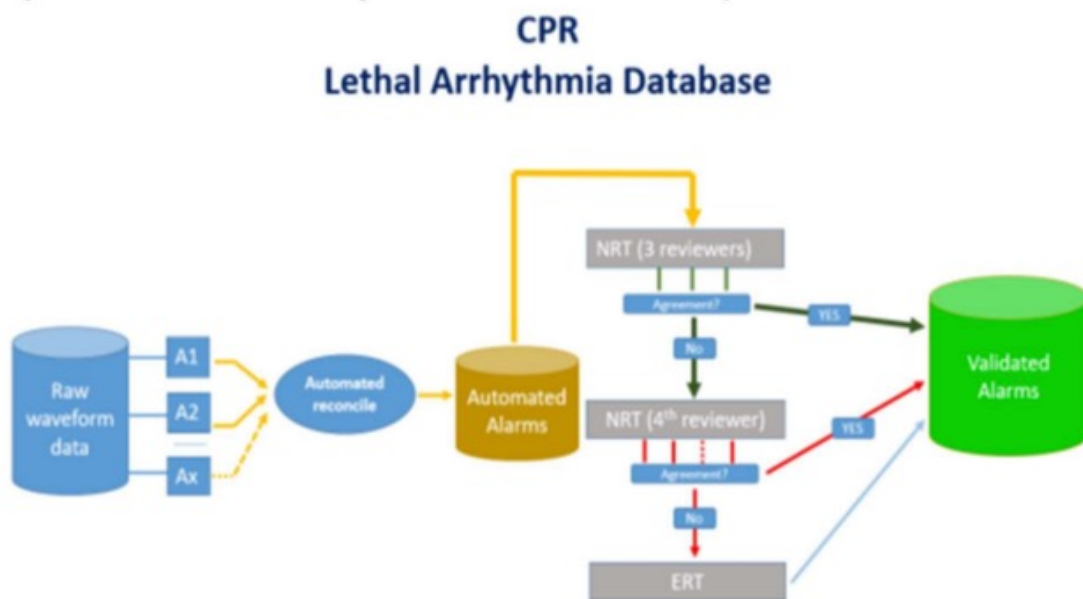 CPR
Lethal Arrhythmia Database
NRT (3 reviewers)
Agreement?
YES
No
Raw
waveform
data
A1
A2
Ax
Automated
reconcile
Automated
Alarms
NRT (4th reviewer)
Agreement?
YES
No
ERT
Validated
Alarms